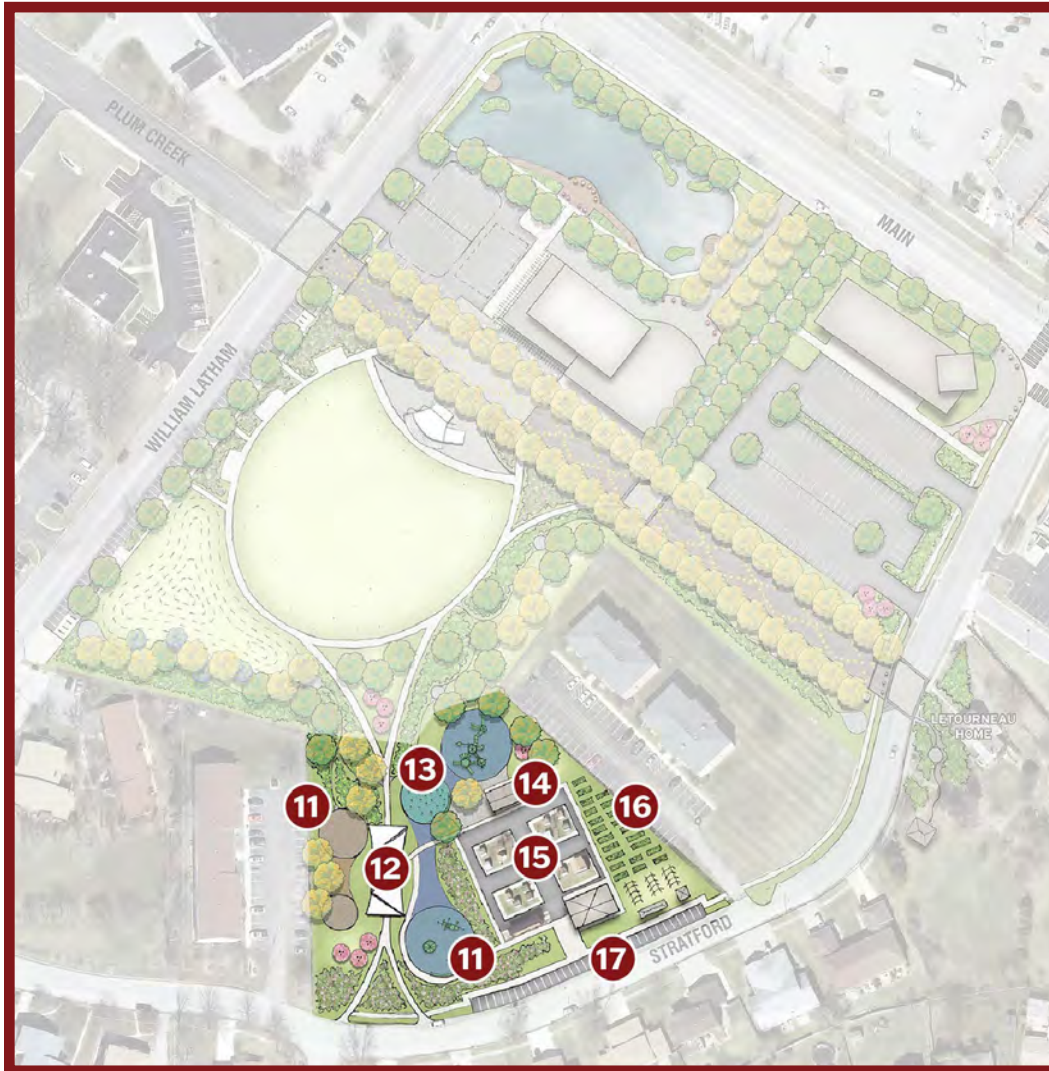 PLUM CREEK
MAIN
WILLIAM LATHAM
LETOURNEAU
HOME
13
14
11
16
12
15
11
17
STRATFORD